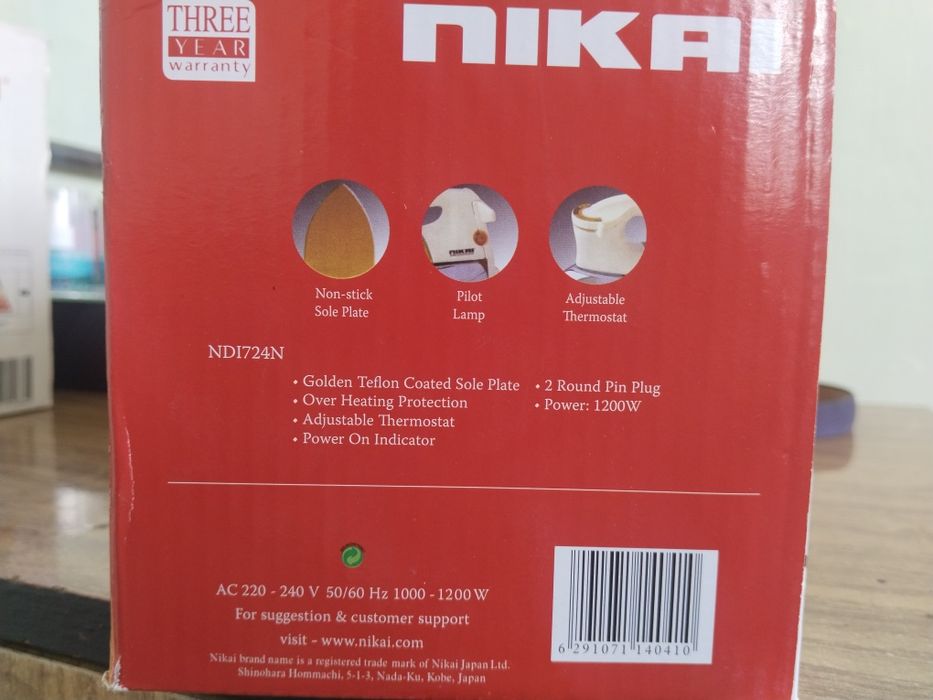 THREE
YEAR
warranty
NIKAI
NIKAI
Non-stick
Sole Plate
Pilot
Lamp
Adjustable
Thermostat
NDI724N
• Golden Teflon Coated Sole Plate
• Over Heating Protection
• Adjustable Thermostat
• Power On Indicator
• 2 Round Pin Plug
• Power: 1200W
AC 220 - 240 V 50/60 Hz 1000 - 1200W
For suggestion & customer support
visit - www.nikai.com
Nikai brand name is a registered trade mark of Nikai Japan Ltd.
Shinohara Hommachi, 5-1-3, Nada-Ku, Kobe, Japan
6 291071 140410